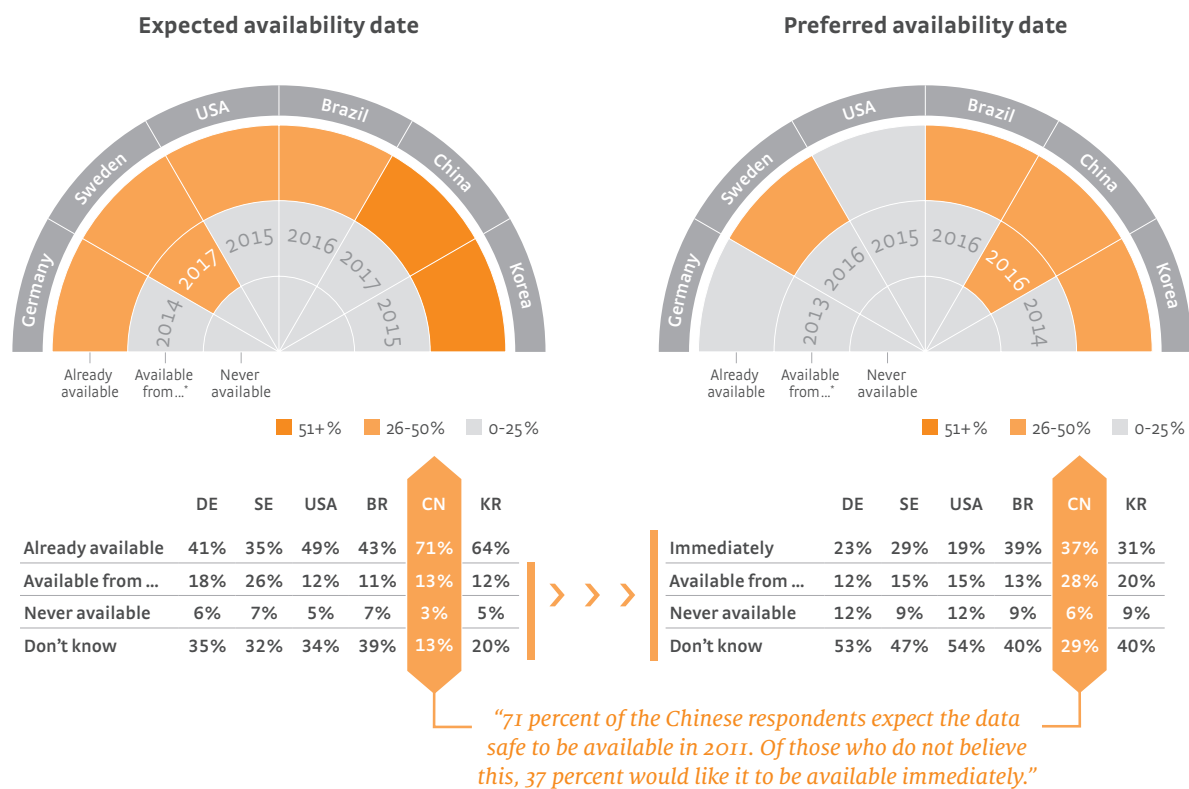 Expected availability date
Germany
Sweden
USA
Brazil
China
Korea
2014
2017
2015
2016
2017
2015
Already
available
Available
from ...*
Never
available
51+% 26-50% 0-25%
DE SE USA BR CN KR
Already available 41% 35% 49% 43% 71% 64%
Available from ... 18% 26% 12% 11% 13% 12%
Never available 6% 7% 5% 7% 3% 5%
Don't know 35% 32% 34% 39% 13% 20%
Preferred availability date
Germany
Sweden
USA
Brazil
China
Korea
2013
2016
2015
2016
2016
2014
Already
available
Available
from ...*
Never
available
51+% 26-50% 0-25%
DE SE USA BR CN KR
Immediately 23% 29% 19% 39% 37% 31%
Available from ... 12% 15% 15% 13% 28% 20%
Never available 12% 9% 12% 9% 6% 9%
Don't know 53% 47% 54% 40% 29% 40%
“71 percent of the Chinese respondents expect the data
safe to be available in 2011. Of those who do not believe
this, 37 percent would like it to be available immediately.”